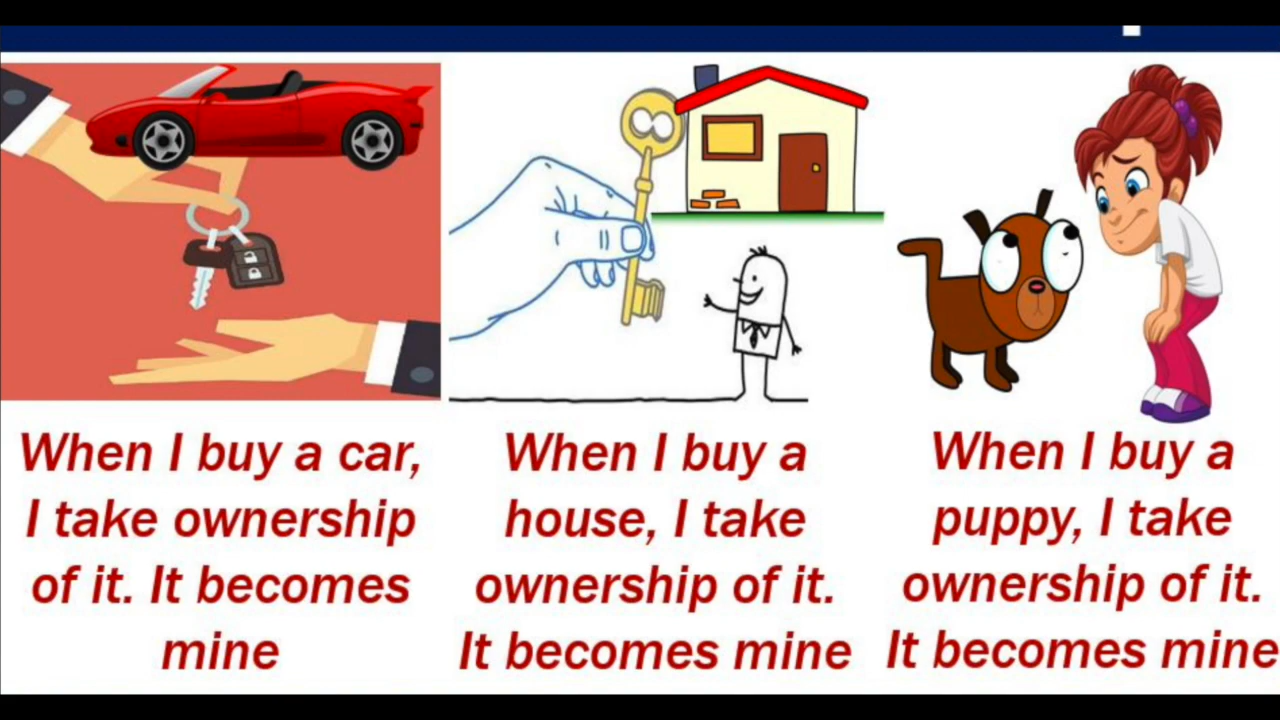 When I buy a car,
I take ownership
of it. It becomes
mine
When I buy a
house, I take
ownership of it.
It becomes mine
When I buy a
puppy, I take
ownership of it.
It becomes mine